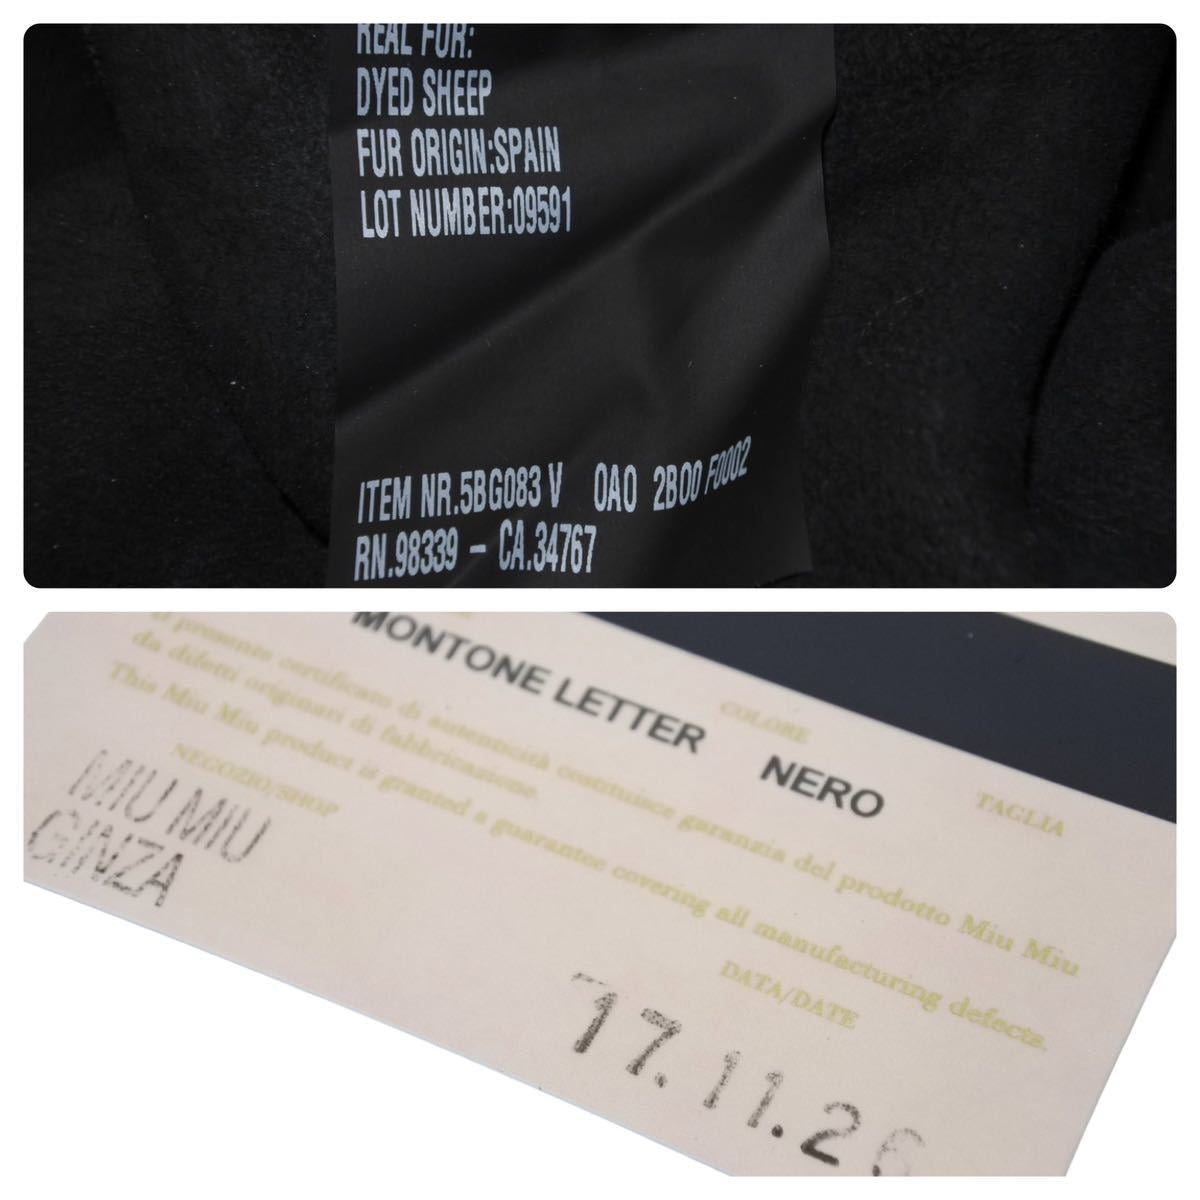 REAL FUR:
DYED SHEEP
FUR ORIGIN:SPAIN
LOT NUMBER:09591
ITEM NR.5BG083 V 0A0 2B00 F0002
RN.98339 - CA.34767
MONTONE LETTER NERO
COLORE
TAGLIA
Il presente certificato di autenticità costituisce garanzia del prodotto Miu Miu
da difetti originari di fabbricazione.
This Miu Miu product is granted a guarantee covering all manufacturing defects.
NEGOZIO/SHOP
MIU MIU
GINZA
DATA/DATE
17.11.26